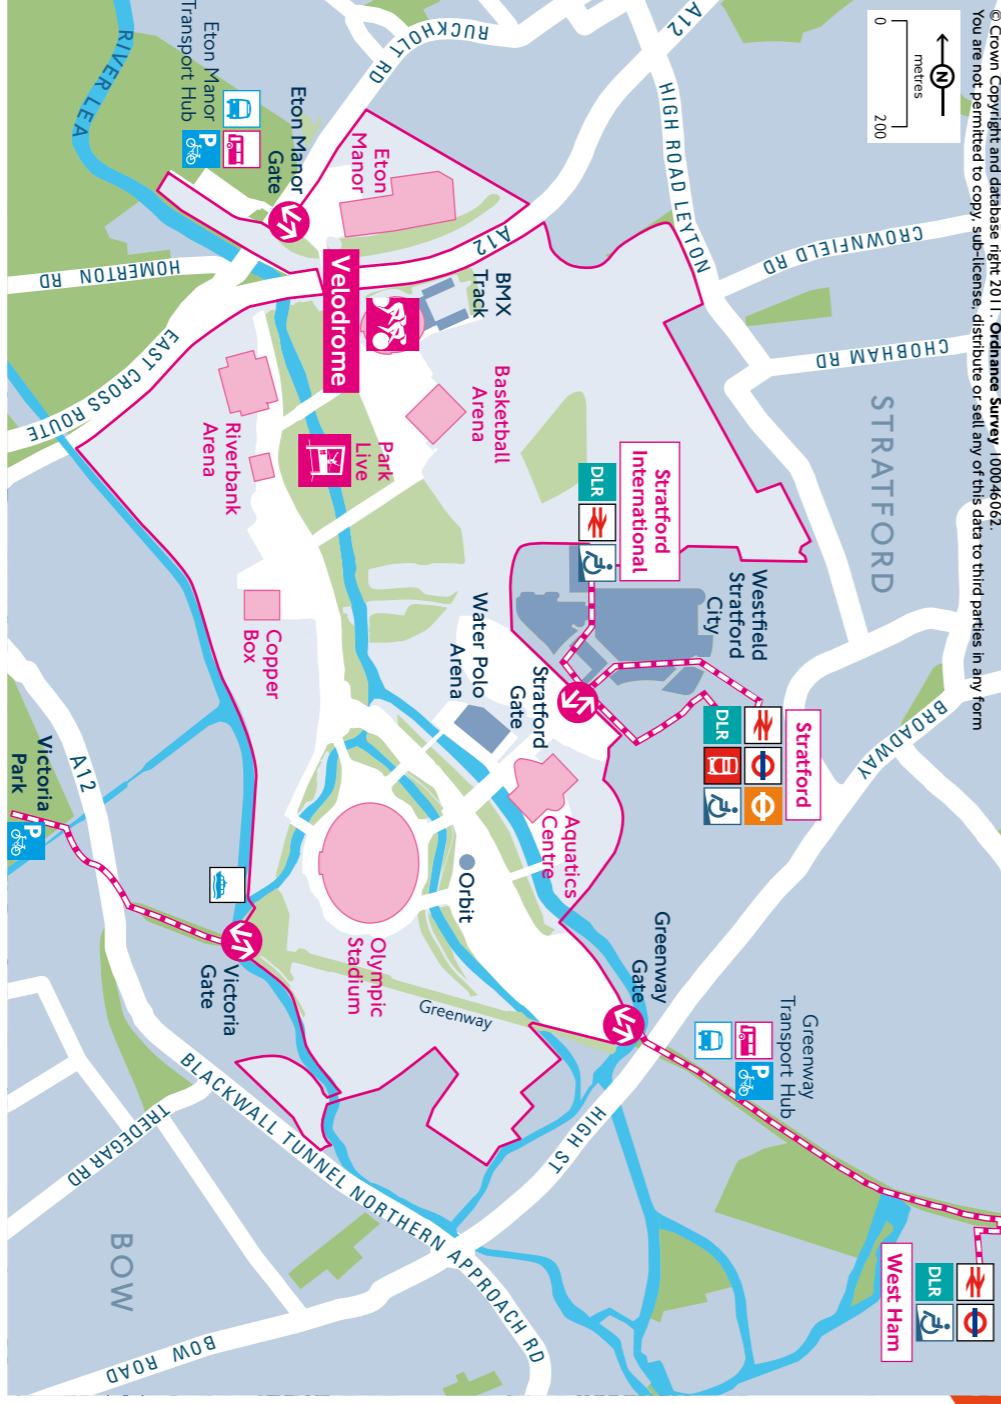 © Crown Copyright and database right 2011. Ordnance Survey 100046062.
You are not permitted to copy, sub-license, distribute or sell any of this data to third parties in any form
N
0
metres
200
A12
RUCKHOLT RD
HIGH ROAD LEYTON
CROWNFIELD RD
CHOBHAM RD
STRATFORD
BROADWAY
RIVER LEA
Eton Manor
Transport Hub
P
Eton Manor
Gate
Eton
Manor
A12
HOMERTON RD
EAST CROSS ROUTE
Velodrome
BMX
Track
Basketball
Arena
Riverbank
Arena
Park
Live
Stratford
International
DLR
Westfield
Stratford
City
Stratford
DLR
Stratford
Gate
Water Polo
Arena
Copper
Box
Aquatics
Centre
Orbit
Olympic
Stadium
Greenway
Greenway
Gate
Greenway
Transport Hub
P
Victoria
Park
P
A12
Victoria
Gate
HIGH ST
West Ham
DLR
BLACKWALL TUNNEL NORTHERN APPROACH RD
TREDEGAR RD
BOW
BOW ROAD